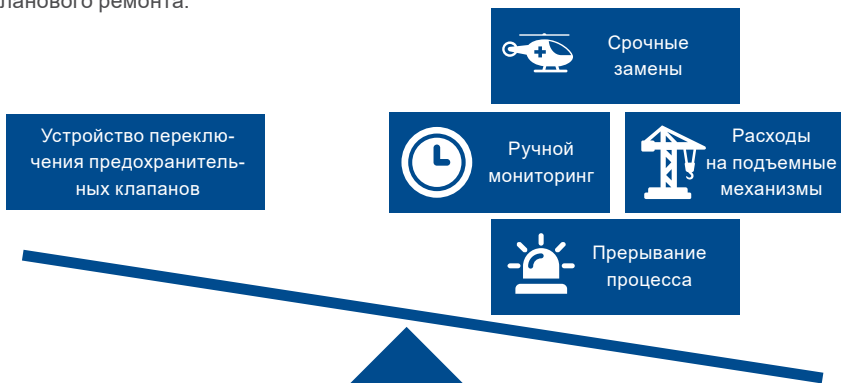 ланового ремонта.
Срочные
замены
Устройство переклю-
чения предохранитель-
ных клапанов
Ручной
мониторинг
Расходы
на подъемные
механизмы
Прерывание
процесса